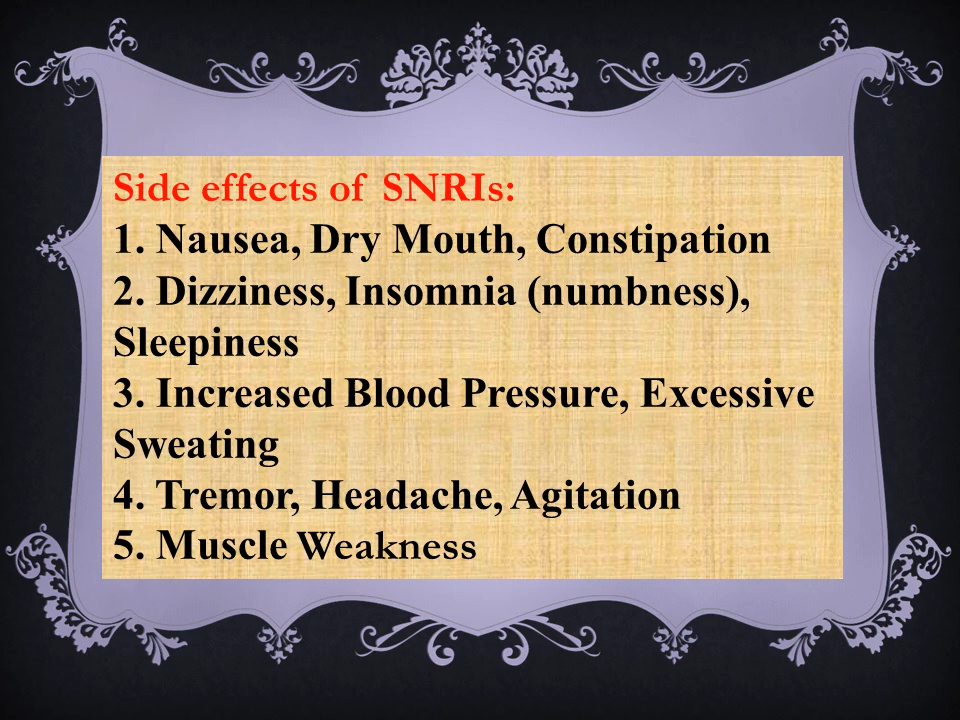 Side effects of SNRIs:
1. Nausea, Dry Mouth, Constipation
2. Dizziness, Insomnia (numbness),
Sleepiness
3. Increased Blood Pressure, Excessive
Sweating
4. Tremor, Headache, Agitation
5. Muscle Weakness